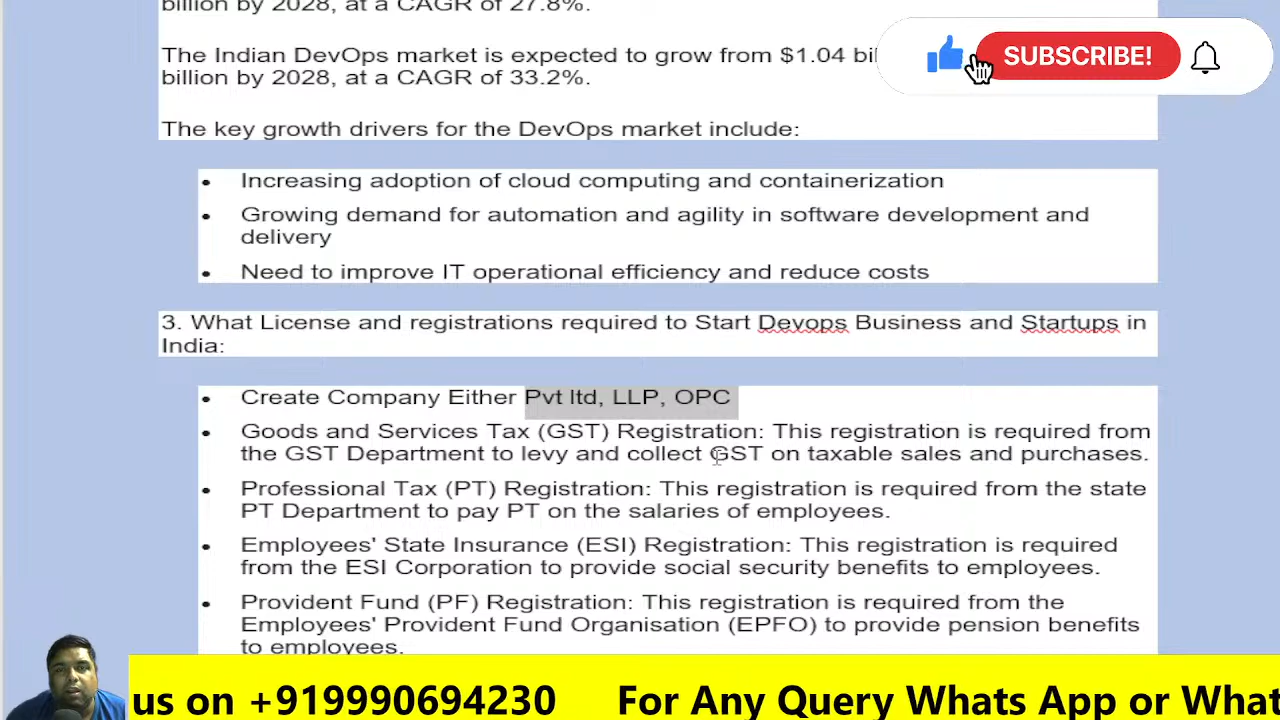 billion by 2028, at a CAGR of 27.8%.
The Indian DevOps market is expected to grow from $1.04
billion by 2028, at a CAGR of 33.2%.
SUBSCRIBE!
The key growth drivers for the DevOps market include:
• Increasing adoption of cloud computing and containerization
• Growing demand for automation and agility in software development and
delivery
• Need to improve IT operational efficiency and reduce costs
3. What License and registrations required to Start Devops Business and Startups in
India:
• Create Company Either Pvt ltd, LLP, OPC
• Goods and Services Tax (GST) Registration: This registration is required from
the GST Department to levy and collect GST on taxable sales and purchases.
• Professional Tax (PT) Registration: This registration is required from the state
PT Department to pay PT on the salaries of employees.
• Employees' State Insurance (ESI) Registration: This registration is required
from the ESI Corporation to provide social security benefits to employees.
• Provident Fund (PF) Registration: This registration is required from the
Employees' Provident Fund Organisation (EPFO) to provide pension benefits
to employees.
us on +919990694230 For Any Query Whats App or What